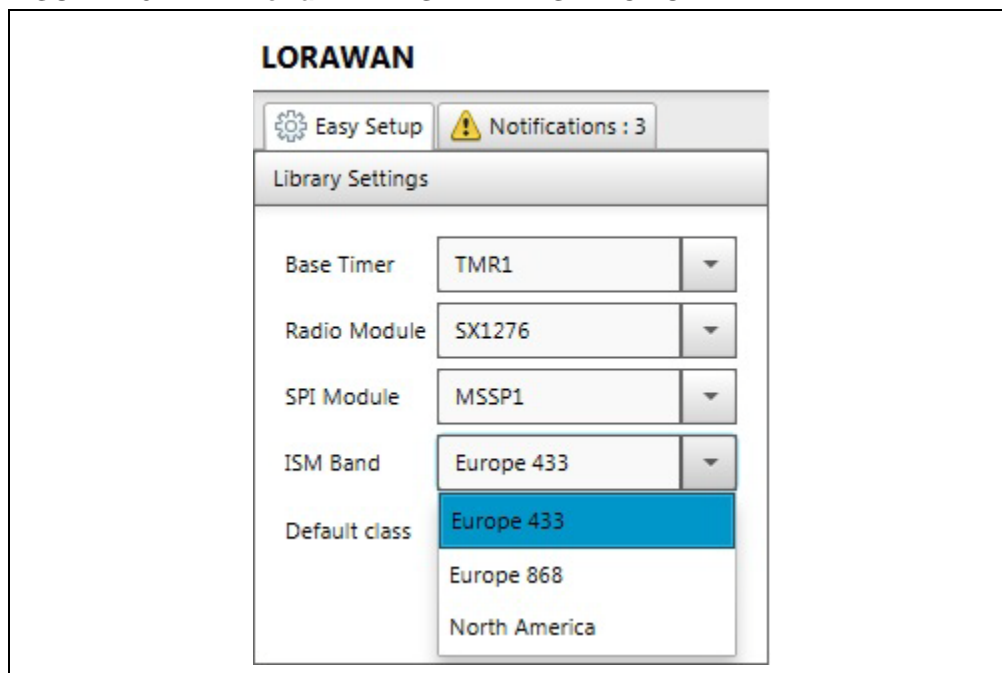 LORAWAN
Easy Setup
Notifications : 3
Library Settings
Base Timer TMR1
Radio Module SX1276
SPI Module MSSP1
ISM Band Europe 433
Default class Europe 433
Europe 868
North America